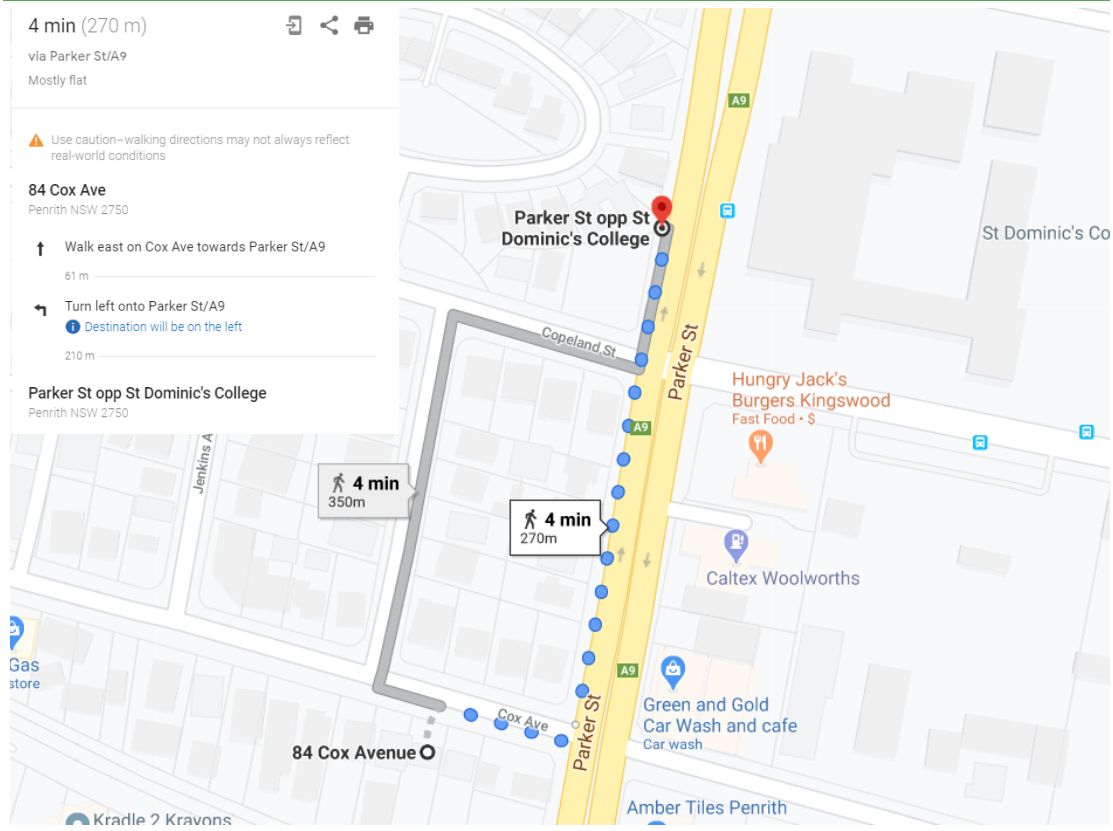 4 min (270 m)
via Parker St/A9
Mostly flat
Use caution–walking directions may not always reflect
real-world conditions
84 Cox Ave
Penrith NSW 2750
Walk east on Cox Ave towards Parker St/A9
61 m
Turn left onto Parker St/A9
Destination will be on the left
210 m
Parker St opp St Dominic's College
Penrith NSW 2750
A9
Parker St opp St
Dominic's College
St Dominic's Co
Copeland St
Parker St
Hungry Jack's
Burgers Kingswood
Fast Food • $
A9
Jenkins A
4 min
350m
4 min
270m
Caltex Woolworths
Gas
store
A9
Green and Gold
Car Wash and cafe
Car wash
Cox Ave
Parker St
84 Cox Avenue
Amber Tiles Penrith
Kradle 2 Krayons